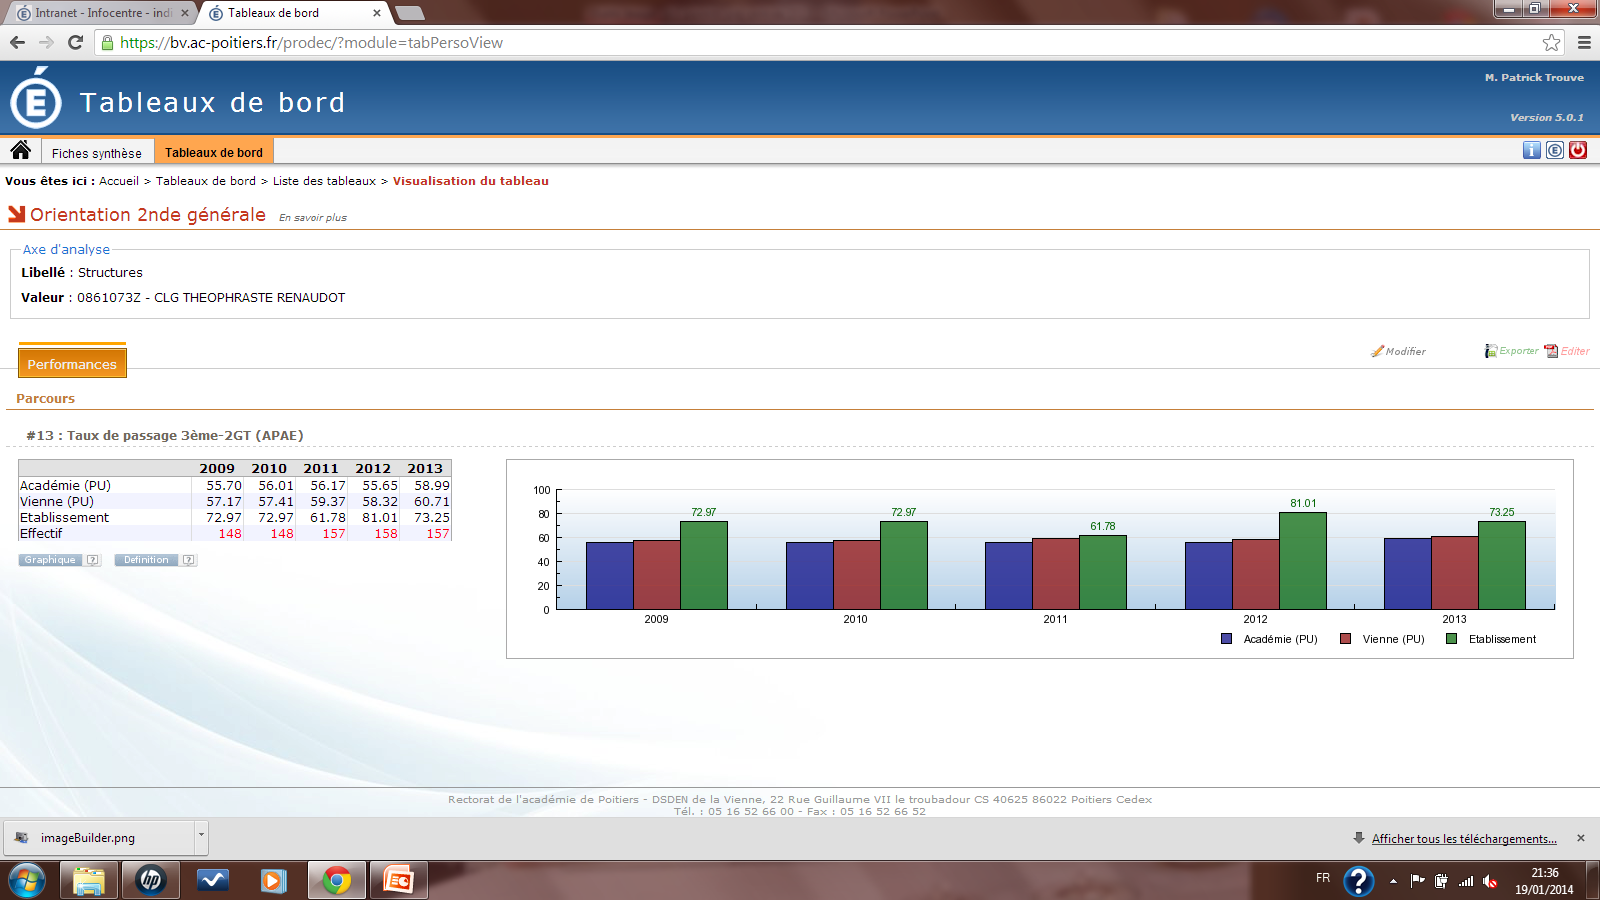 Intranet - Infocentre - indi
Tableaux de bord
https://bv.ac-poitiers.fr/prodec/?module=tabPersoView
É Tableaux de bord
M. Patrick Trouve
Version 5.0.1
Fiches synthèse
Tableaux de bord
Vous êtes ici : Accueil > Tableaux de bord > Liste des tableaux > Visualisation du tableau
Orientation 2nde générale En savoir plus
Axe d'analyse
Libellé : Structures
Valeur : 0861073Z - CLG THEOPHRASTE RENAUDOT
Performances
Modifier
Exporter
Editer
Parcours
#13 : Taux de passage 3ème-2GT (APAE)
2009 2010 2011 2012 2013
Académie (PU) 55.70 56.01 56.17 55.65 58.99
Vienne (PU) 57.17 57.41 59.37 58.32 60.71
Etablissement 72.97 72.97 61.78 81.01 73.25
Effectif 148 148 157 158 157
Graphique ? Definition ?
100
80
60
40
20
0
72.97
72.97
61.78
81.01
73.25
2009 2010 2011 2012 2013
Académie (PU) Vienne (PU) Etablissement
Rectorat de l'académie de Poitiers - DSDEN de la Vienne, 22 Rue Guillaume VII le troubadour CS 40625 86022 Poitiers Cedex
Tél. : 05 16 52 66 00 - Fax : 05 16 52 66 52
imageBuilder.png
Afficher tous les téléchargements...
hp
FR
?
21:36
19/01/2014